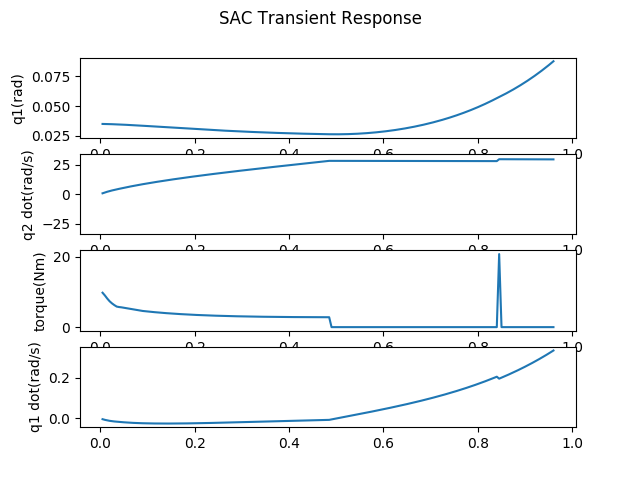 SAC Transient Response
q1(rad)
0.075
0.050
0.025
0.0 0.2 0.4 0.6 0.8 1.0
q2 dot(rad/s)
25
0
−25
0.0 0.2 0.4 0.6 0.8 1.0
torque(Nm)
20
0
0.0 0.2 0.4 0.6 0.8 1.0
q1 dot(rad/s)
0.2
0.0
0.0 0.2 0.4 0.6 0.8 1.0